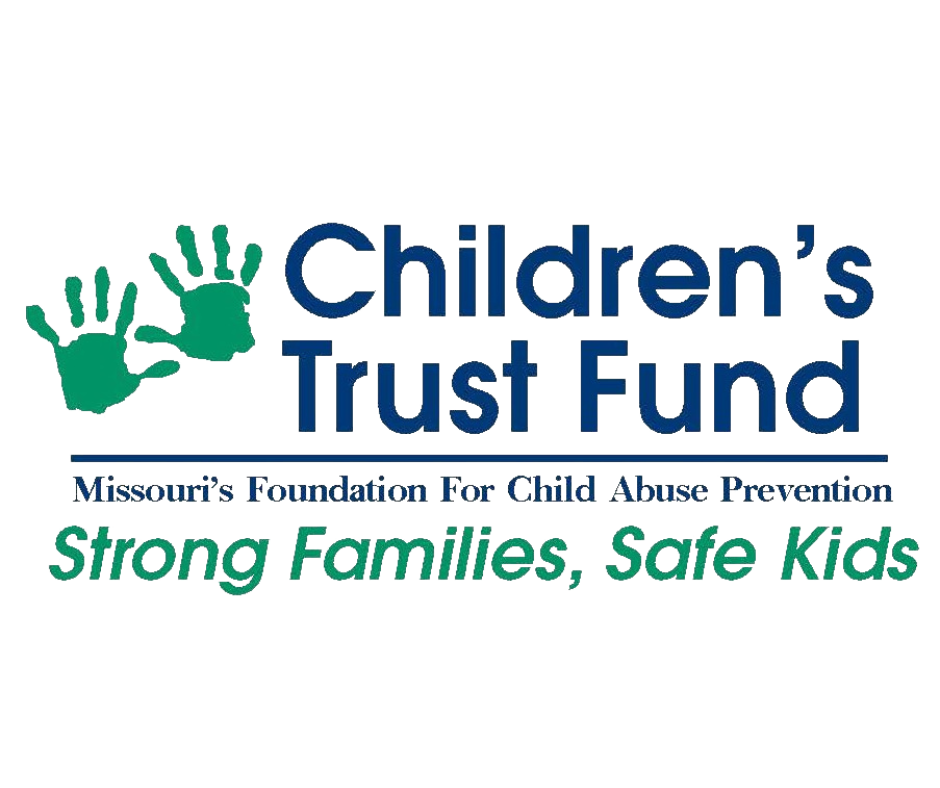 Children's
Trust Fund
Missouri's Foundation For Child Abuse Prevention
Strong Families, Safe Kids